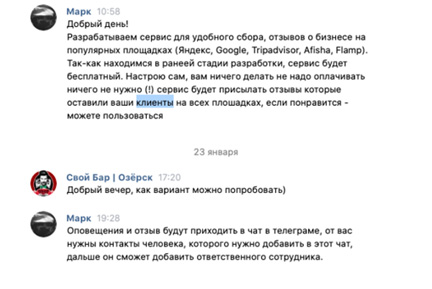 Марк 10:58
Добрый день!
Разрабатываем сервис для удобного сбора, отзывов о бизнесе на
популярных площадках (Яндекс, Google, Tripadvisor, Afisha, Flamp).
Так-как находимся в ранеей стадии разработки, сервис будет
бесплатный. Настрою сам, вам ничего делать не надо оплачивать
ничего не нужно (!) сервис будет присылать отзывы которые
оставили ваши клиенты на всех плошадках, если понравится -
можете пользоваться
23 января
Свой Бар | Озёрск 17:20
Добрый вечер, как вариант можно попробовать)
Марк 19:28
Оповещения и отзыв будут приходить в чат в телеграме, от вас
нужны контакты человека, которого нужно добавить в этот чат,
дальше он сможет добавить ответственного сотрудника.